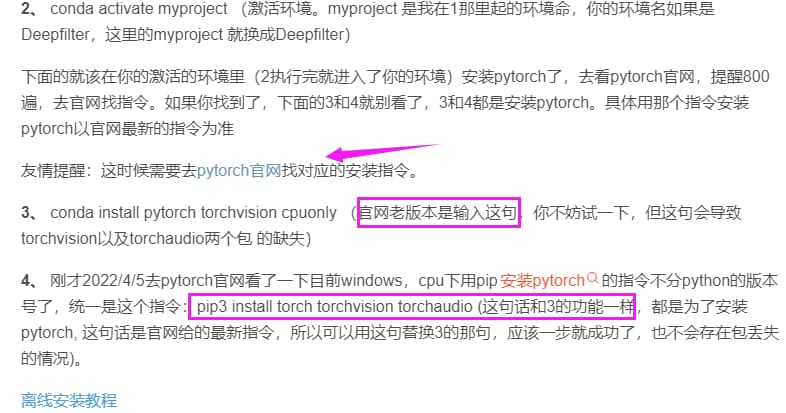 2、 conda activate myproject （激活环境。myproject 是我在1那里起的环境命，你的环境名如果是
Deepfilter，这里的myproject 就换成Deepfilter）
下面的就该在你的激活的环境里（2执行完就进入了你的环境）安装pytorch了，去看pytorch官网，提醒800
遍，去官网找指令。如果你找到了，下面的3和4就别看了，3和4都是安装pytorch。具体用那个指令安装
pytorch以官网最新的指令为准
友情提醒：这时候需要去pytorch官网找对应的安装指令。
3、 conda install pytorch torchvision cpuonly （官网老版本是输入这句，你不妨试一下，但这句会导致
torchvision以及torchaudio两个包 的缺失）
4、 刚才2022/4/5去pytorch官网看了一下目前windows，cpu下用pip 安装pytorch 的指令不分python的版本
号了，统一是这个指令：pip3 install torch torchvision torchaudio (这句话和3的功能一样，都是为了安装
pytorch, 这句话是官网给的最新指令，所以可以用这句替换3的那句，应该一步就成功了，也不会存在包丢失
的情况)。
离线安装教程